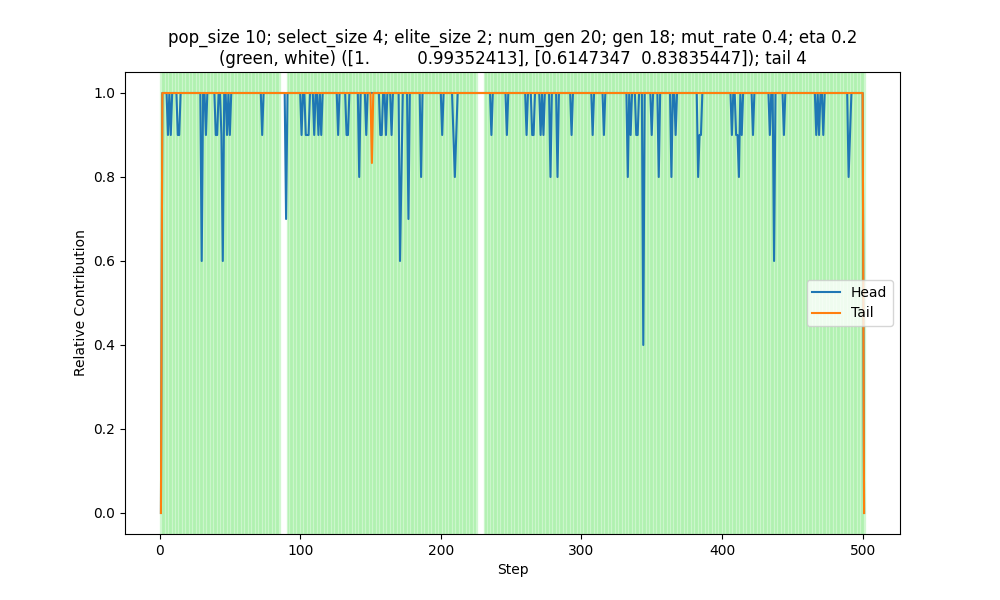 pop_size 10; select_size 4; elite_size 2; num_gen 20; gen 18; mut_rate 0.4; eta 0.2
(green, white) ([1.         0.99352413], [0.6147347  0.83835447]); tail 4
1.0
0.8
0.6
0.4
0.2
0.0
Relative Contribution
Head
Tail
0
100
200
300
400
500
Step